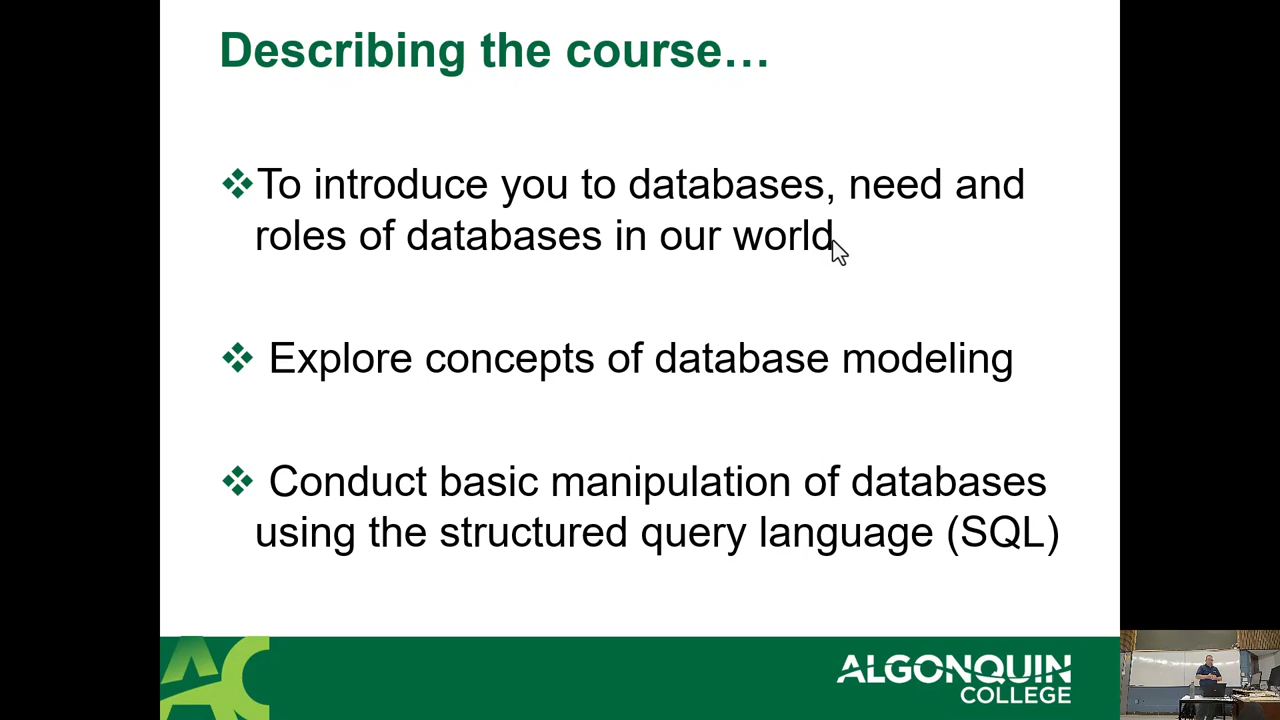 Describing the course…
❖To introduce you to databases, need and
roles of databases in our world
❖ Explore concepts of database modeling
❖ Conduct basic manipulation of databases
using the structured query language (SQL)
AC
ALGONQUIN
COLLEGE